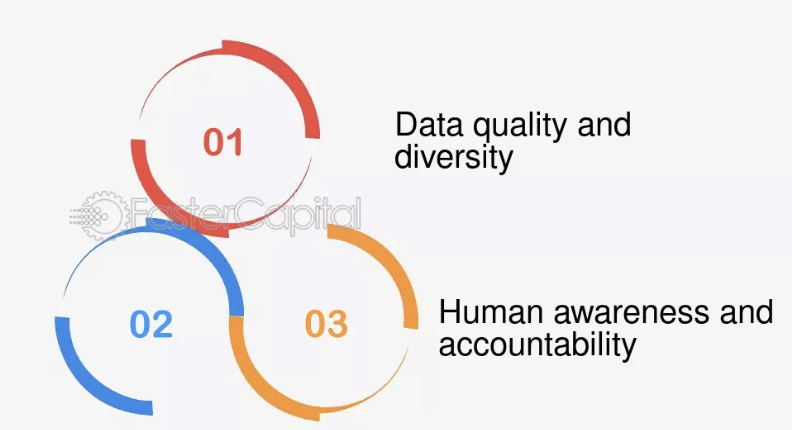 01
Data quality and
diversity
FasterCapital
02
03
Human awareness and
accountability